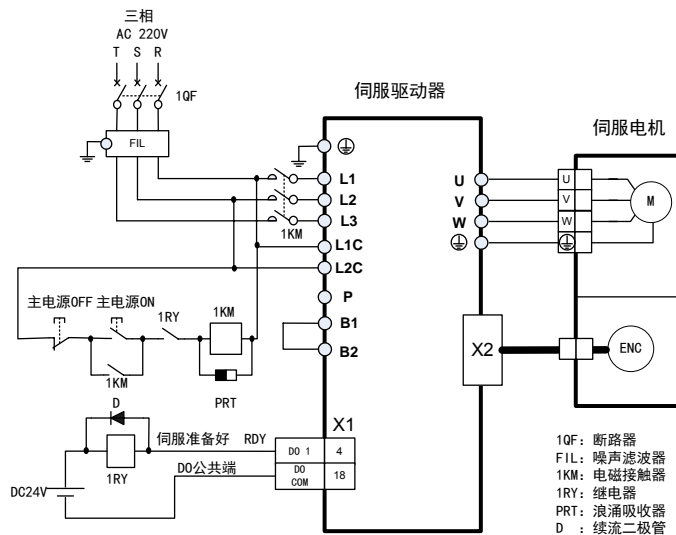 三相
AC 220V
T S R
1QF
FIL
伺服驱动器
伺服电机
L1
L2
L3
1KM
L1C
L2C
P
B1
B2
U
V
W
U
V
W
M
主电源OFF 主电源ON
1RY
1KM
1KM
PRT
X2
ENC
D
1RY
伺服准备好 RDY
DO公共端
DC24V
X1
DO 1 4
DO COM 18
1QF: 断路器
FIL: 噪声滤波器
1KM: 电磁接触器
1RY: 继电器
PRT: 浪涌吸收器
D : 续流二极管